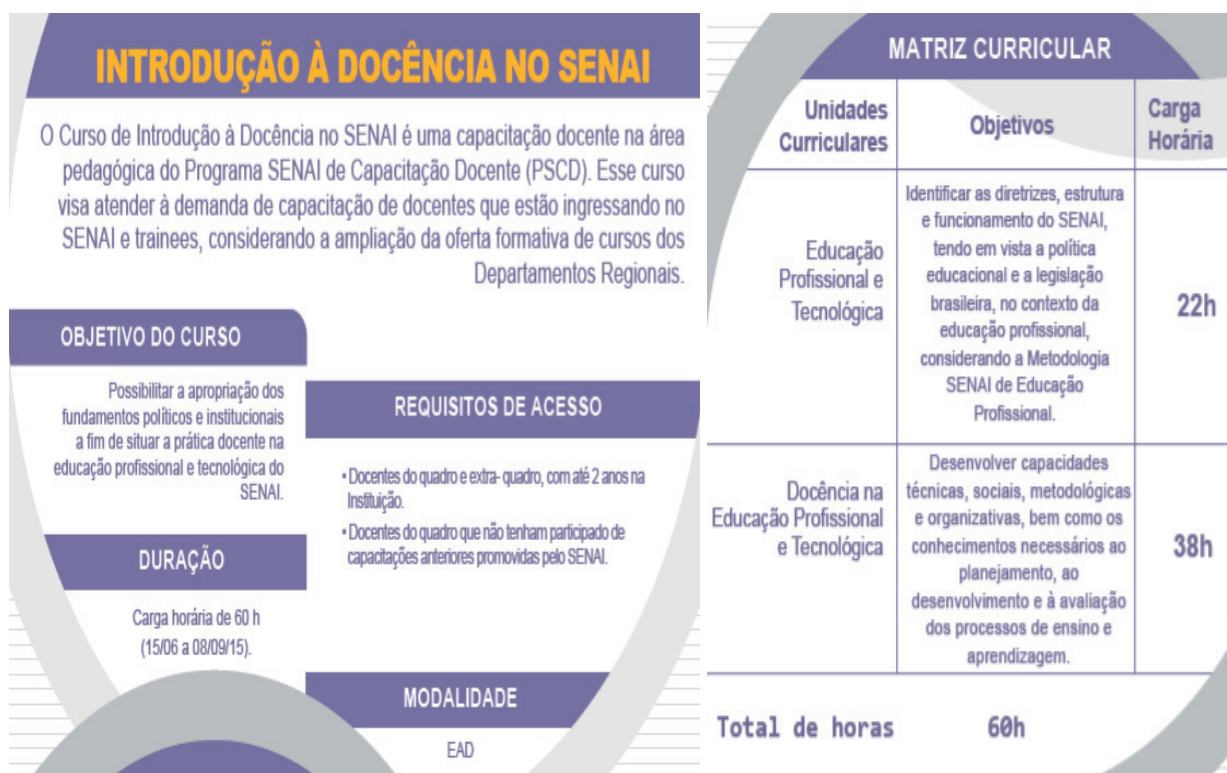 INTRODUÇÃO À DOCÊNCIA NO SENAI
O Curso de Introdução à Docência no SENAI é uma capacitação docente na área
pedagógica do Programa SENAI de Capacitação Docente (PSCD). Esse curso
visa atender à demanda de capacitação de docentes que estão ingressando no
SENAI e trainees, considerando a ampliação da oferta formativa de cursos dos
Departamentos Regionais.
OBJETIVO DO CURSO
Possibilitar a apropriação dos
fundamentos políticos e institucionais
a fim de situar a prática docente na
educação profissional e tecnológica do
SENAI.
DURAÇÃO
Carga horária de 60 h
(15/06 a 08/09/15).
REQUISITOS DE ACESSO
• Docentes do quadro e extra- quadro, com até 2 anos na
Instituição.
• Docentes do quadro que não tenham participado de
capacitações anteriores promovidas pelo SENAI.
MODALIDADE
EAD
MATRIZ CURRICULAR
Unidades
Curriculares
Objetivos
Carga
Horária
Educação
Profissional e
Tecnológica
Identificar as diretrizes, estrutura
e funcionamento do SENAI,
tendo em vista a política
educacional e a legislação
brasileira, no contexto da
educação profissional,
considerando a Metodologia
SENAI de Educação
Profissional.
22h
Docência na
Educação Profissional
e Tecnológica
Desenvolver capacidades
técnicas, sociais, metodológicas
e organizativas, bem como os
conhecimentos necessários ao
planejamento, ao
desenvolvimento e à avaliação
dos processos de ensino e
aprendizagem.
38h
Total de horas 60h